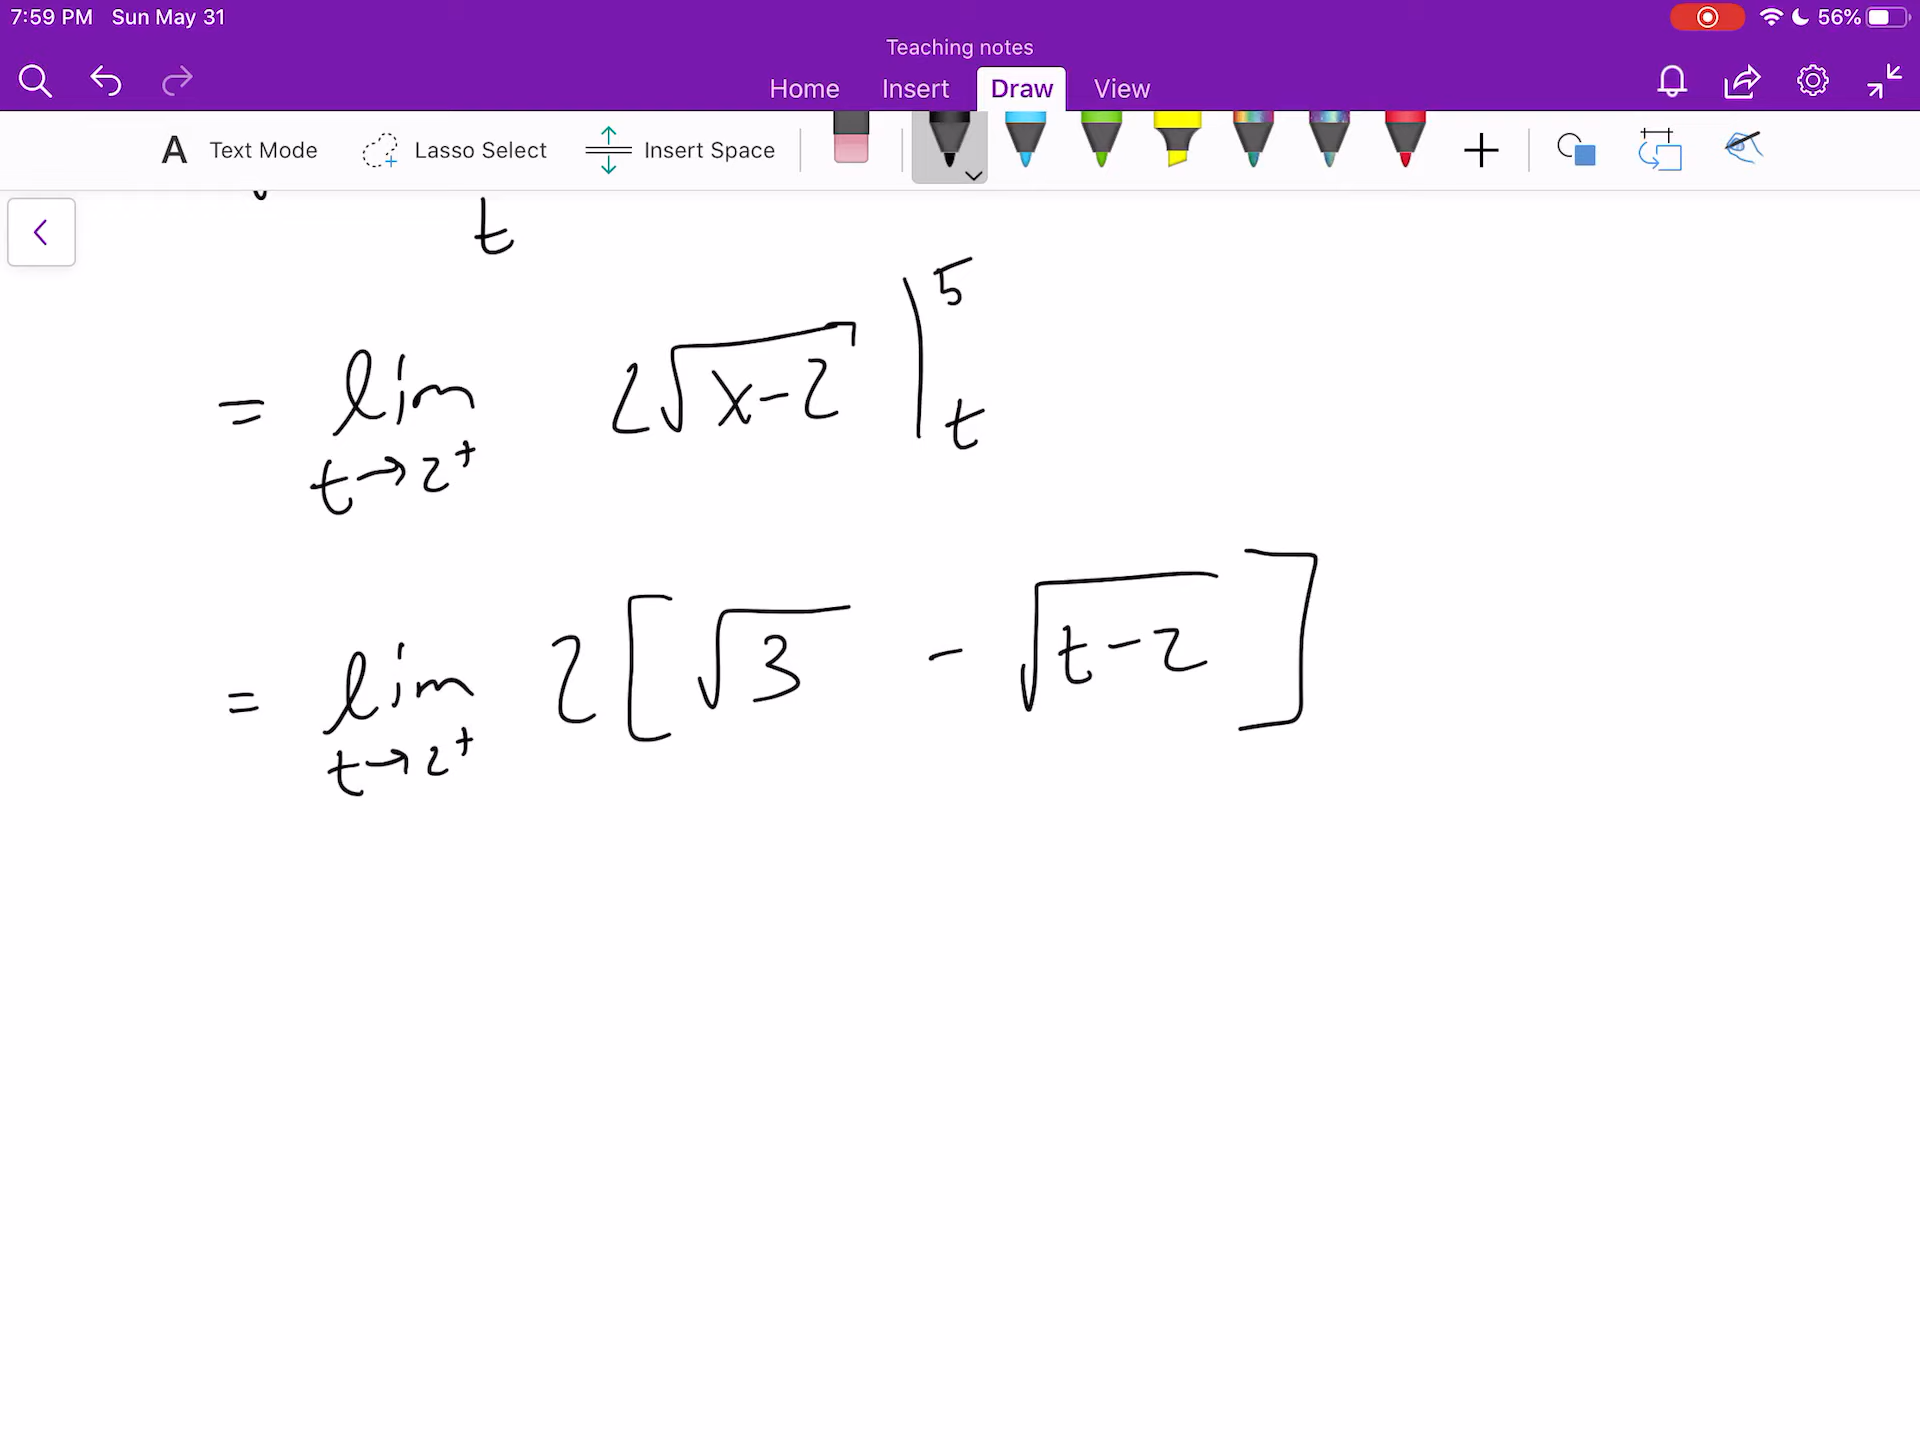 7:59 PM Sun May 31 56%
Teaching notes
Home Insert Draw View
A Text Mode Lasso Select Insert Space
t
= lim 2√(x-2) |₍t₎⁵
t→2⁺
= lim 2[√3 - √(t-2)]
t→2⁺